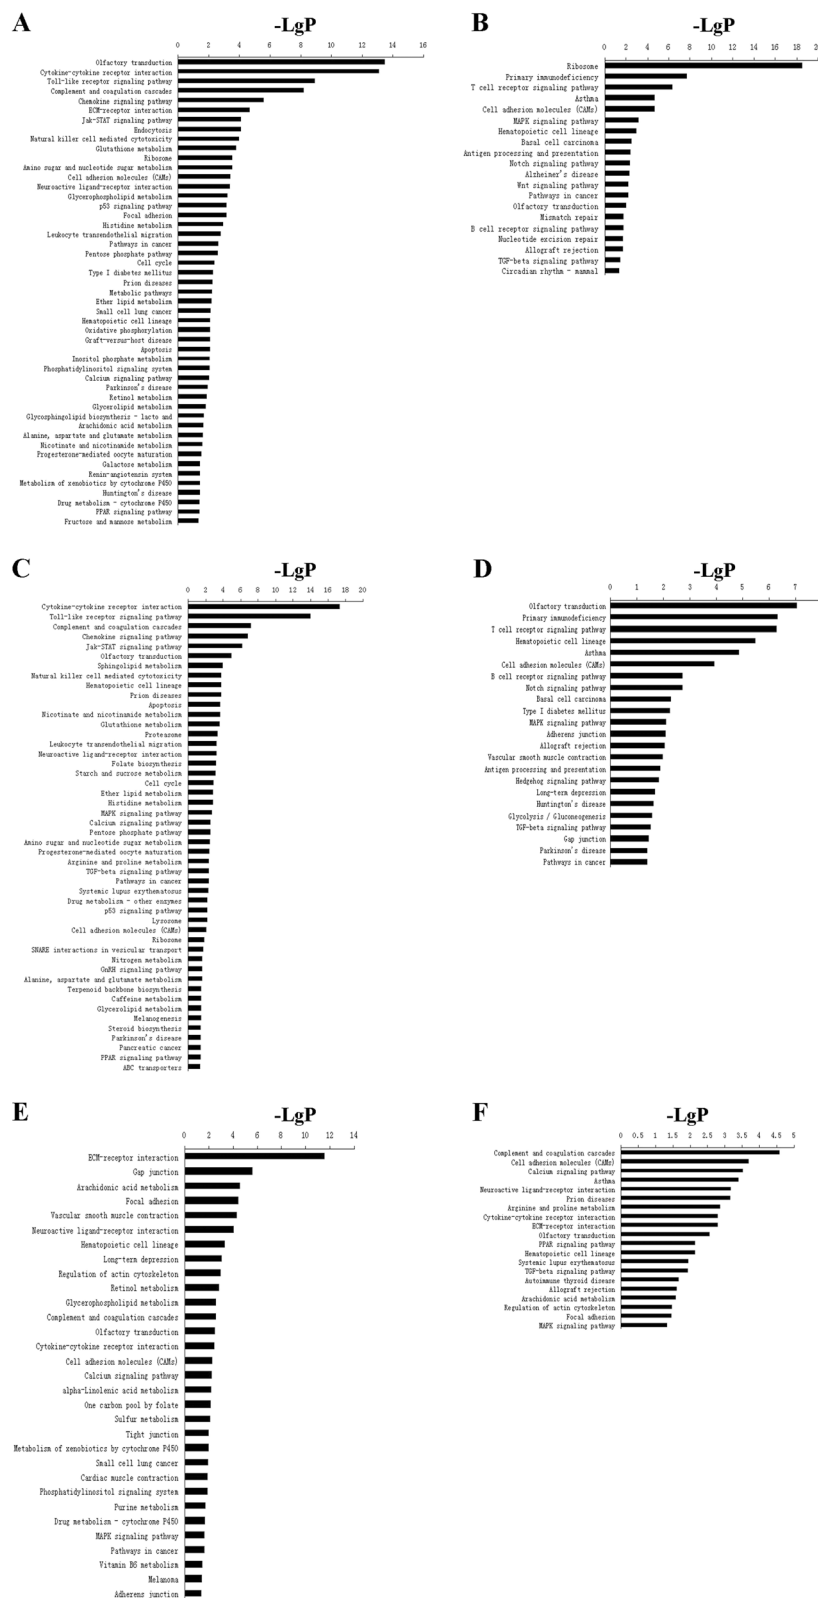 A
-LgP
0 2 4 6 8 10 12 14 16
Olfactory transduction
Cytokine-cytokine receptor interaction
Toll-like receptor signaling pathway
Complement and coagulation cascades
Chemokine signaling pathway
ECM-receptor interaction
Jak-STAT signaling pathway
Endocytosis
Natural killer cell mediated cytotoxicity
Glutathione metabolism
Ribosome
Amino sugar and nucleotide sugar metabolism
Cell adhesion molecules (CAMs)
Neuroactive ligand-receptor interaction
Glycerophospholipid metabolism
p53 signaling pathway
Focal adhesion
Histidine metabolism
Leukocyte transendothelial migration
Pathways in cancer
Pentose phosphate pathway
Cell cycle
Type I diabetes mellitus
Prion diseases
Metabolic pathways
Ether lipid metabolism
Small cell lung cancer
Hematopoietic cell lineage
Oxidative phosphorylation
Graft-versus-host disease
Apoptosis
Inositol phosphate metabolism
Phosphatidylinositol signaling system
Calcium signaling pathway
Parkinson's disease
Retinol metabolism
Glycerolipid metabolism
Glycosphingolipid biosynthesis - lacto and
Arachidonic acid metabolism
Alanine, aspartate and glutamate metabolism
Nicotinate and nicotinamide metabolism
Progesterone-mediated oocyte maturation
Galactose metabolism
Renin-angiotensin system
Metabolism of xenobiotics by cytochrome P450
Huntington's disease
Drug metabolism - cytochrome P450
PPAR signaling pathway
Fructose and mannose metabolism
B
-LgP
0 2 4 6 8 10 12 14 16 18 20
Ribosome
Primary immunodeficiency
T cell receptor signaling pathway
Asthma
Cell adhesion molecules (CAMs)
MAPK signaling pathway
Hematopoietic cell lineage
Basal cell carcinoma
Antigen processing and presentation
Notch signaling pathway
Alzheimer's disease
Wnt signaling pathway
Pathways in cancer
Olfactory transduction
Mismatch repair
B cell receptor signaling pathway
Nucleotide excision repair
Allograft rejection
TGF-beta signaling pathway
Circadian rhythm - mammal
C
-LgP
0 2 4 6 8 10 12 14 16 18 20
Cytokine-cytokine receptor interaction
Toll-like receptor signaling pathway
Complement and coagulation cascades
Chemokine signaling pathway
Jak-STAT signaling pathway
Olfactory transduction
Sphingolipid metabolism
Natural killer cell mediated cytotoxicity
Hematopoietic cell lineage
Prion diseases
Apoptosis
Nicotinate and nicotinamide metabolism
Glutathione metabolism
Proteasome
Leukocyte transendothelial migration
Neuroactive ligand-receptor interaction
Folate biosynthesis
Starch and sucrose metabolism
Cell cycle
Ether lipid metabolism
Histidine metabolism
MAPK signaling pathway
Calcium signaling pathway
Pentose phosphate pathway
Amino sugar and nucleotide sugar metabolism
Progesterone-mediated oocyte maturation
Arginine and proline metabolism
TGF-beta signaling pathway
Pathways in cancer
Systemic lupus erythematosus
Drug metabolism - other enzymes
p53 signaling pathway
Lysosome
Cell adhesion molecules (CAMs)
Ribosome
SNARE interactions in vesicular transport
Nitrogen metabolism
GnRH signaling pathway
Alanine, aspartate and glutamate metabolism
Terpenoid backbone biosynthesis
Caffeine metabolism
Glycerolipid metabolism
Melanogenesis
Steroid biosynthesis
Parkinson's disease
Pancreatic cancer
PPAR signaling pathway
ABC transporters
D
-LgP
0 1 2 3 4 5 6 7
Olfactory transduction
Primary immunodeficiency
T cell receptor signaling pathway
Hematopoietic cell lineage
Asthma
Cell adhesion molecules (CAMs)
B cell receptor signaling pathway
Notch signaling pathway
Basal cell carcinoma
Type I diabetes mellitus
MAPK signaling pathway
Adherens junction
Allograft rejection
Vascular smooth muscle contraction
Antigen processing and presentation
Hedgehog signaling pathway
Long-term depression
Huntington's disease
Glycolysis / Gluconeogenesis
TGF-beta signaling pathway
Gap junction
Parkinson's disease
Pathways in cancer
E
-LgP
0 2 4 6 8 10 12 14
ECM-receptor interaction
Gap junction
Arachidonic acid metabolism
Focal adhesion
Vascular smooth muscle contraction
Neuroactive ligand-receptor interaction
Hematopoietic cell lineage
Long-term depression
Regulation of actin cytoskeleton
Retinol metabolism
Glycerophospholipid metabolism
Complement and coagulation cascades
Olfactory transduction
Cytokine-cytokine receptor interaction
Cell adhesion molecules (CAMs)
Calcium signaling pathway
alpha-Linolenic acid metabolism
One carbon pool by folate
Sulfur metabolism
Tight junction
Metabolism of xenobiotics by cytochrome P450
Small cell lung cancer
Cardiac muscle contraction
Phosphatidylinositol signaling system
Purine metabolism
Drug metabolism - cytochrome P450
MAPK signaling pathway
Pathways in cancer
Vitamin B6 metabolism
Melanoma
Adherens junction
F
-LgP
0 0.5 1 1.5 2 2.5 3 3.5 4 4.5 5
Complement and coagulation cascades
Cell adhesion molecules (CAMs)
Calcium signaling pathway
Asthma
Neuroactive ligand-receptor interaction
Prion diseases
Arginine and proline metabolism
Cytokine-cytokine receptor interaction
ECM-receptor interaction
Olfactory transduction
PPAR signaling pathway
Hematopoietic cell lineage
Systemic lupus erythematosus
TGF-beta signaling pathway
Autoimmune thyroid disease
Allograft rejection
Arachidonic acid metabolism
Regulation of actin cytoskeleton
Focal adhesion
MAPK signaling pathway